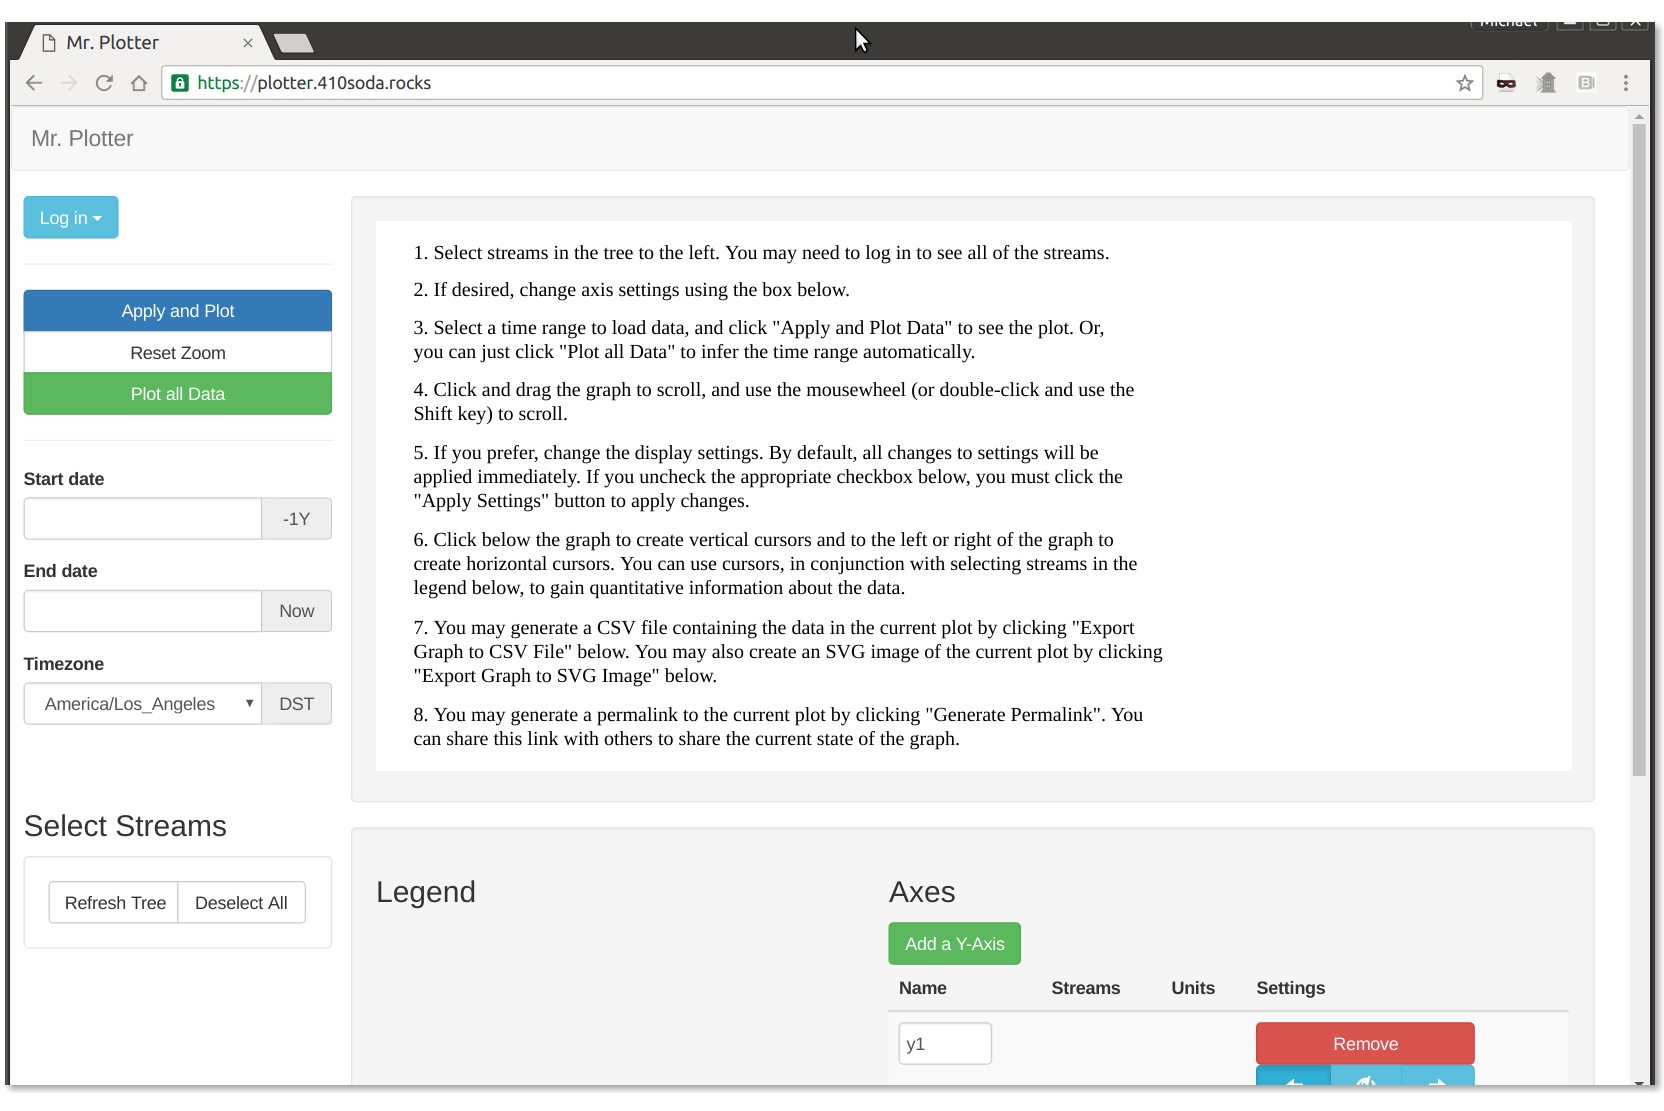 Michael
Mr. Plotter
https://plotter.410soda.rocks
Mr. Plotter
Log in
Apply and Plot
Reset Zoom
Plot all Data
Start date
-1Y
End date
Now
Timezone
America/Los_Angeles
DST
Select Streams
Refresh Tree
Deselect All
1. Select streams in the tree to the left. You may need to log in to see all of the streams.
2. If desired, change axis settings using the box below.
3. Select a time range to load data, and click "Apply and Plot Data" to see the plot. Or,
you can just click "Plot all Data" to infer the time range automatically.
4. Click and drag the graph to scroll, and use the mousewheel (or double-click and use the
Shift key) to scroll.
5. If you prefer, change the display settings. By default, all changes to settings will be
applied immediately. If you uncheck the appropriate checkbox below, you must click the
"Apply Settings" button to apply changes.
6. Click below the graph to create vertical cursors and to the left or right of the graph to
create horizontal cursors. You can use cursors, in conjunction with selecting streams in the
legend below, to gain quantitative information about the data.
7. You may generate a CSV file containing the data in the current plot by clicking "Export
Graph to CSV File" below. You may also create an SVG image of the current plot by clicking
"Export Graph to SVG Image" below.
8. You may generate a permalink to the current plot by clicking "Generate Permalink". You
can share this link with others to share the current state of the graph.
Legend
Axes
Add a Y-Axis
Name Streams Units Settings
y1
Remove